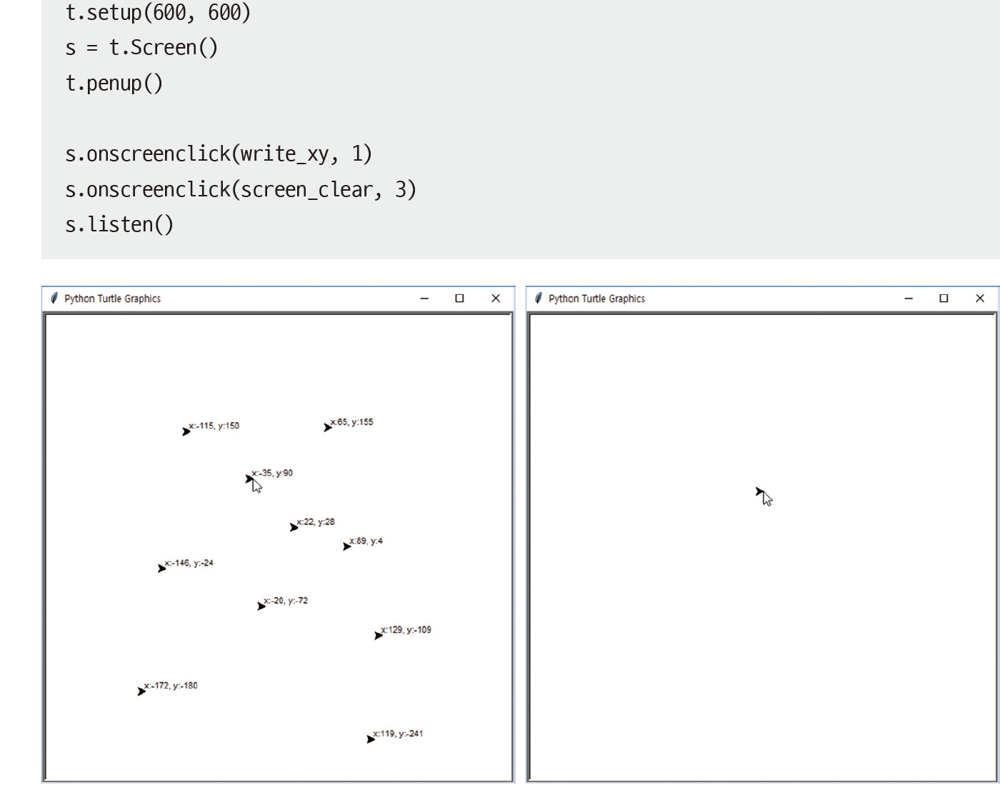 t.setup(600, 600)
s = t.Screen()
t.penup()
s.onscreenclick(write_xy, 1)
s.onscreenclick(screen_clear, 3)
s.listen()
Python Turtle Graphics
x:-115, y:150
x:65, y:155
x:-35, y:90
x:22, y:28
x:89, y:4
x:-146, y:-24
x:-20, y:-72
x:129, y:-109
x:-172, y:-180
x:119, y:-241
Python Turtle Graphics